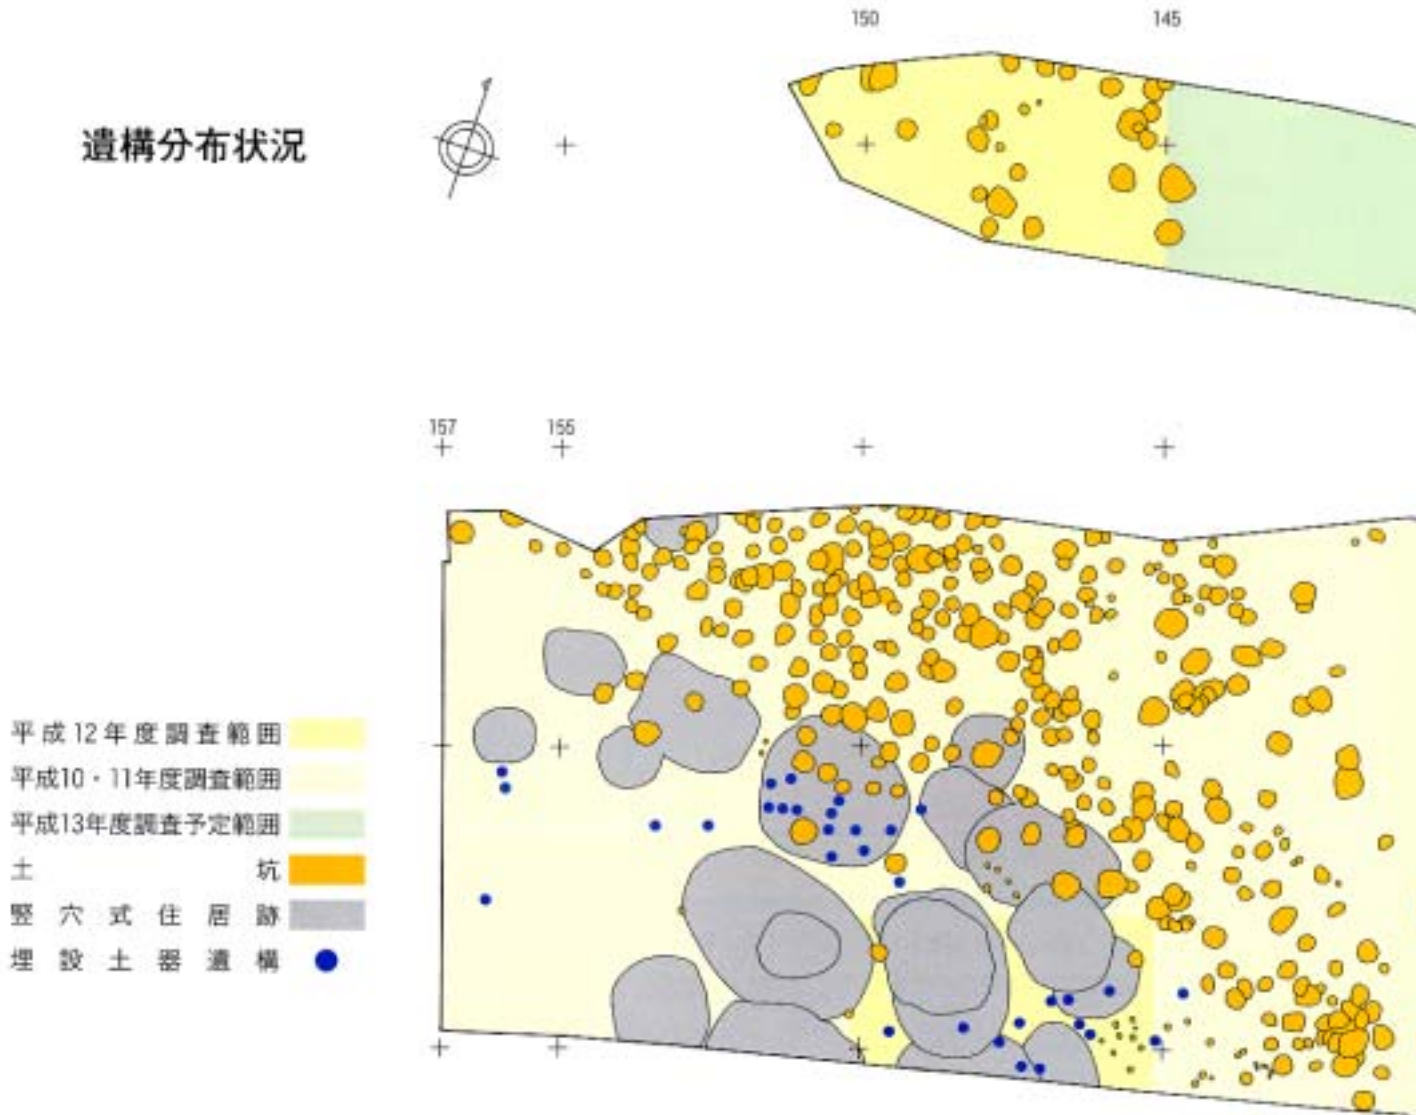 150 145
遺構分布状況
157 155
平成12年度調査範囲
平成10・11年度調査範囲
平成13年度調査予定範囲
土坑
竪穴式住居跡
埋設土器遺構